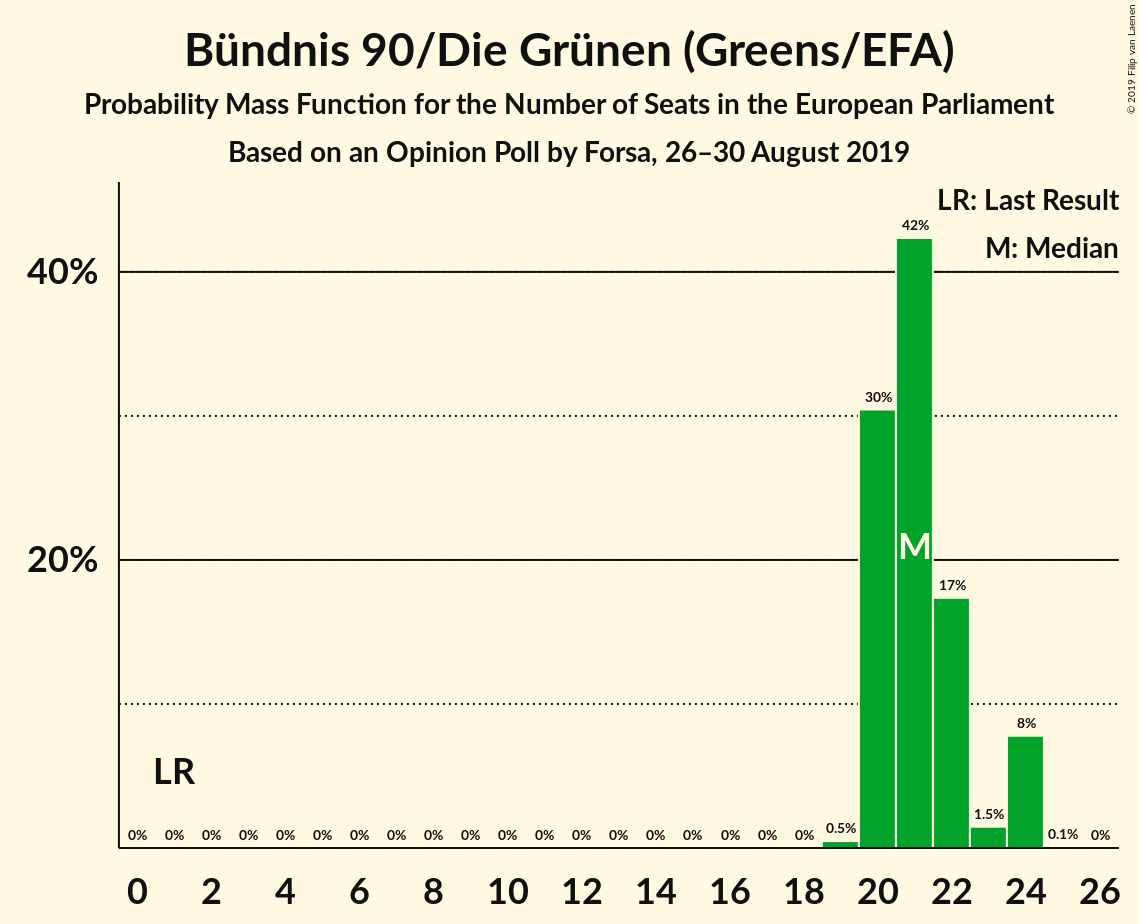 Bündnis 90/Die Grünen (Greens/EFA)
Probability Mass Function for the Number of Seats in the European Parliament
Based on an Opinion Poll by Forsa, 26–30 August 2019
© 2019 Filip van Laenen
LR: Last Result
M: Median
42%
40%
30%
M
20%
17%
8%
LR
0% 0% 0% 0% 0% 0% 0% 0% 0% 0% 0% 0% 0% 0% 0% 0% 0% 0% 0% 0.5% 1.5% 0.1% 0%
0 2 4 6 8 10 12 14 16 18 20 22 24 26